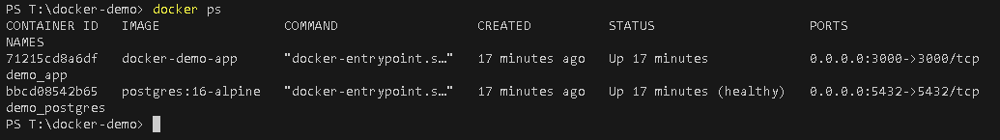 PS T:\docker-demo> docker ps
CONTAINER ID   IMAGE                COMMAND                  CREATED          STATUS                    PORTS
NAMES
71215cd8a6df   docker-demo-app      "docker-entrypoint.s…"   17 minutes ago   Up 17 minutes             0.0.0.0:3000->3000/tcp
demo_app
bbcd08542b65   postgres:16-alpine   "docker-entrypoint.s…"   17 minutes ago   Up 17 minutes (healthy)   0.0.0.0:5432->5432/tcp
demo_postgres
PS T:\docker-demo>